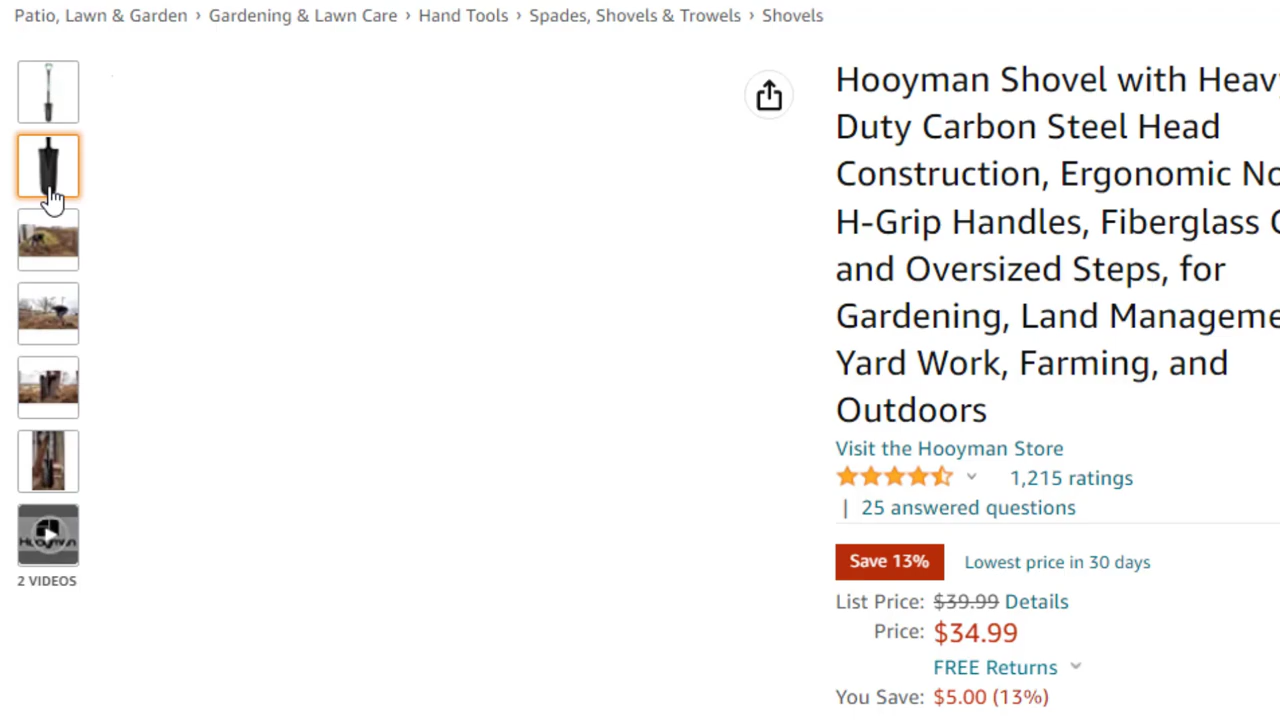 Patio, Lawn & Garden › Gardening & Lawn Care › Hand Tools › Spades, Shovels & Trowels › Shovels
Hooyman Shovel with
Duty Carbon Steel Head
Construction, Ergonomic
H-Grip Handles, Fiberglass
and Oversized Steps, for
Gardening, Land
Yard Work, Farming, and
Outdoors
Visit the Hooyman Store
1,215 ratings
| 25 answered questions
Save 13% Lowest price in 30 days
List Price: $39.99 Details
Price: $34.99
FREE Returns
You Save: $5.00 (13%)
2 VIDEOS